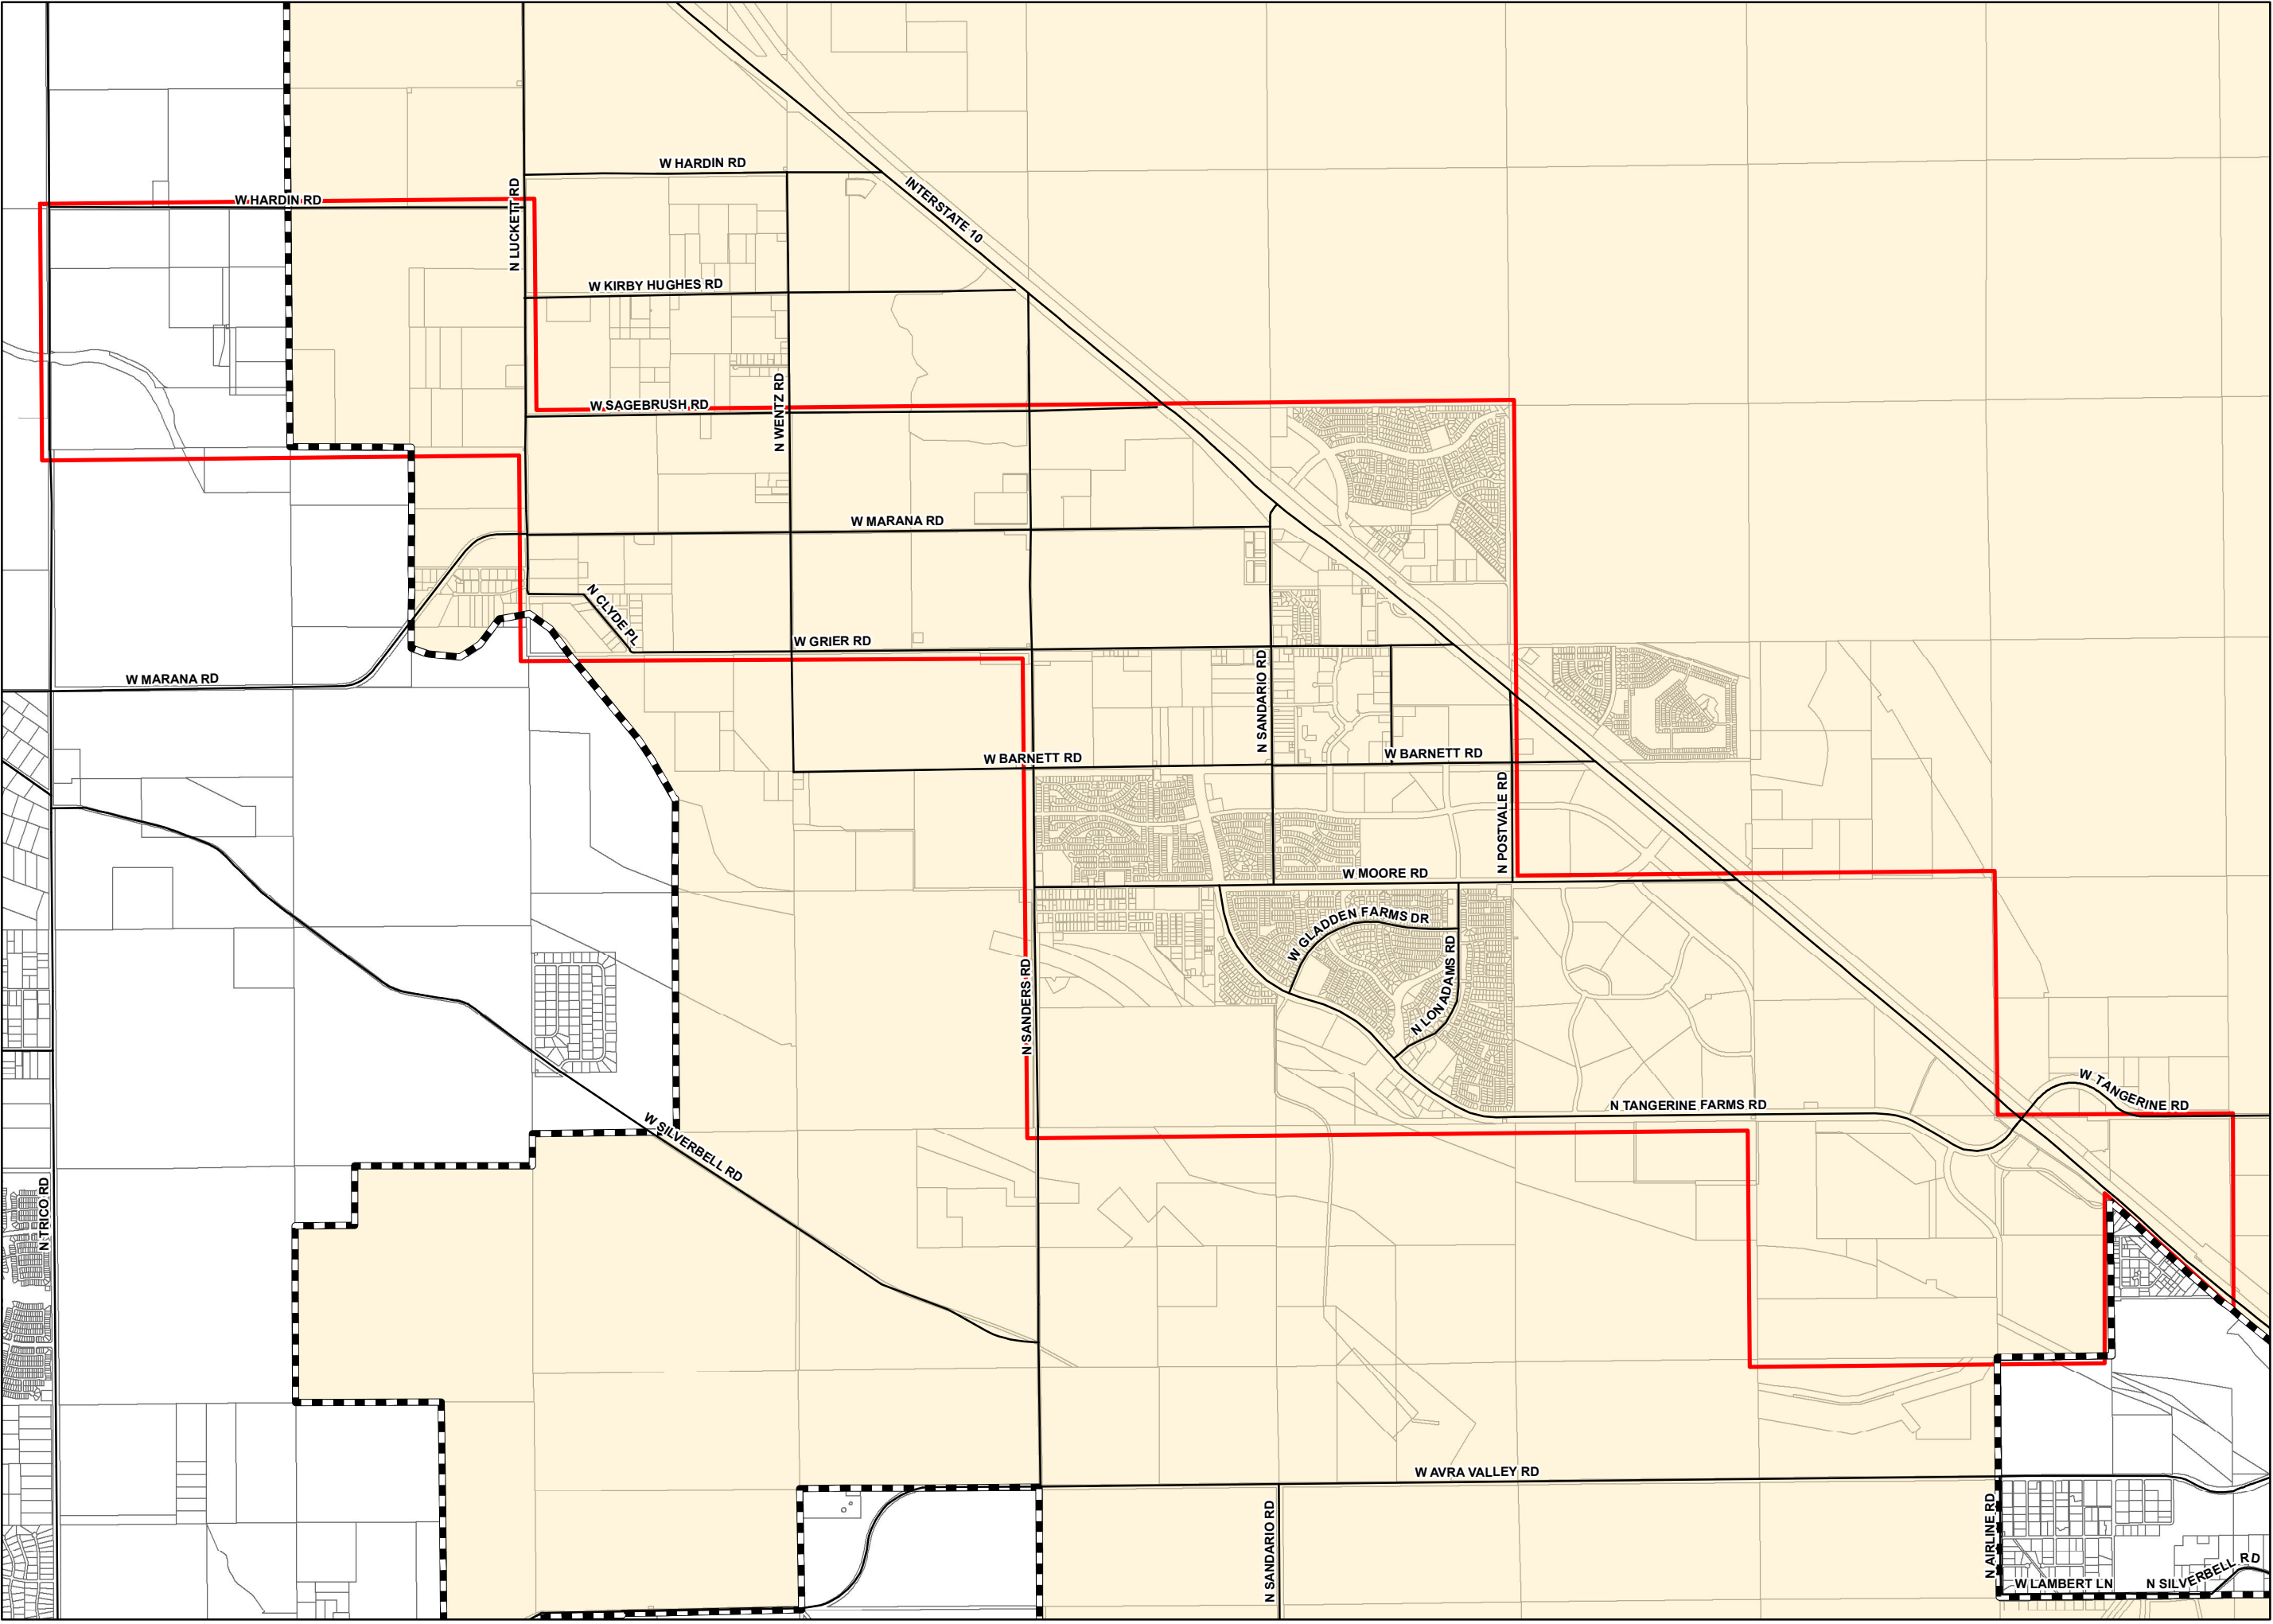 W HARDIN RD
W HARDIN RD
N LUCKETT RD
INTERSTATE 10
W KIRBY HUGHES RD
W SAGEBRUSH RD
N WENTZ RD
W MARANA RD
N CLYDE PL
W GRIER RD
W MARANA RD
N SANDARIO RD
W BARNETT RD
W BARNETT RD
N POSTVALE RD
W MOORE RD
W GLADDEN FARMS DR
N LON ADAMS RD
N SANDERS RD
W TANGERINE RD
N TANGERINE FARMS RD
W SILVERBELL RD
N TRICO RD
W AVRA VALLEY RD
N SANDARIO RD
N AIRLINE RD
W LAMBERT LN
N SILVERBELL RD